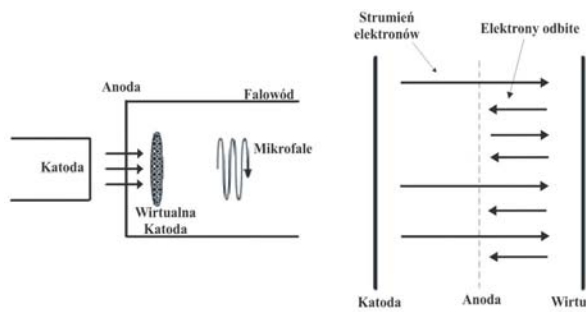 Anoda
Falowód
Katoda
Mikrofale
Wirtualna
Katoda
Strumień
elektronów
Elektrony odbite
Katoda
Anoda
Wirtu